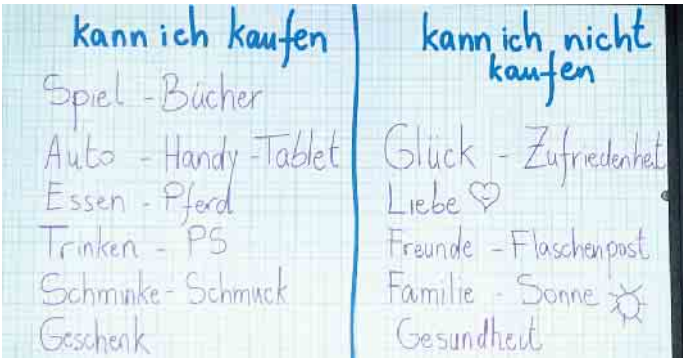 kann ich kaufen
Spiel - Bücher
Auto - Handy - Tablet
Essen - Pferd
Trinken - PS
Schminke - Schmuck
Geschenk
kann ich nicht
kaufen
Glück - Zufriedenheit
Liebe
Freunde - Flaschenpost
Familie - Sonne
Gesundheit